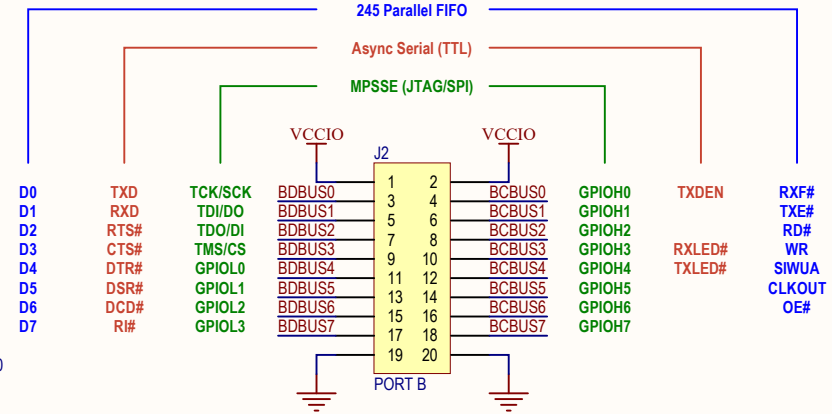 245 Parallel FIFO
Async Serial (TTL)
MPSSE (JTAG/SPI)
VCCIO VCCIO
J2
1 2
D0 TXD TCK/SCK BDBUS0 3 4 BCBUS0 GPIOH0 TXDEN RXF#
D1 RXD TDI/DO BDBUS1 5 6 BCBUS1 GPIOH1 TXE#
D2 RTS# TDO/DI BDBUS2 7 8 BCBUS2 GPIOH2 RD#
D3 CTS# TMS/CS BDBUS3 9 10 BCBUS3 GPIOH3 RXLED# WR
D4 DTR# GPIOL0 BDBUS4 11 12 BCBUS4 GPIOH4 TXLED# SIWUA
D5 DSR# GPIOL1 BDBUS5 13 14 BCBUS5 GPIOH5 CLKOUT
D6 DCD# GPIOL2 BDBUS6 15 16 BCBUS6 GPIOH6 OE#
D7 RI# GPIOL3 BDBUS7 17 18 BCBUS7 GPIOH7
19 20
PORT B